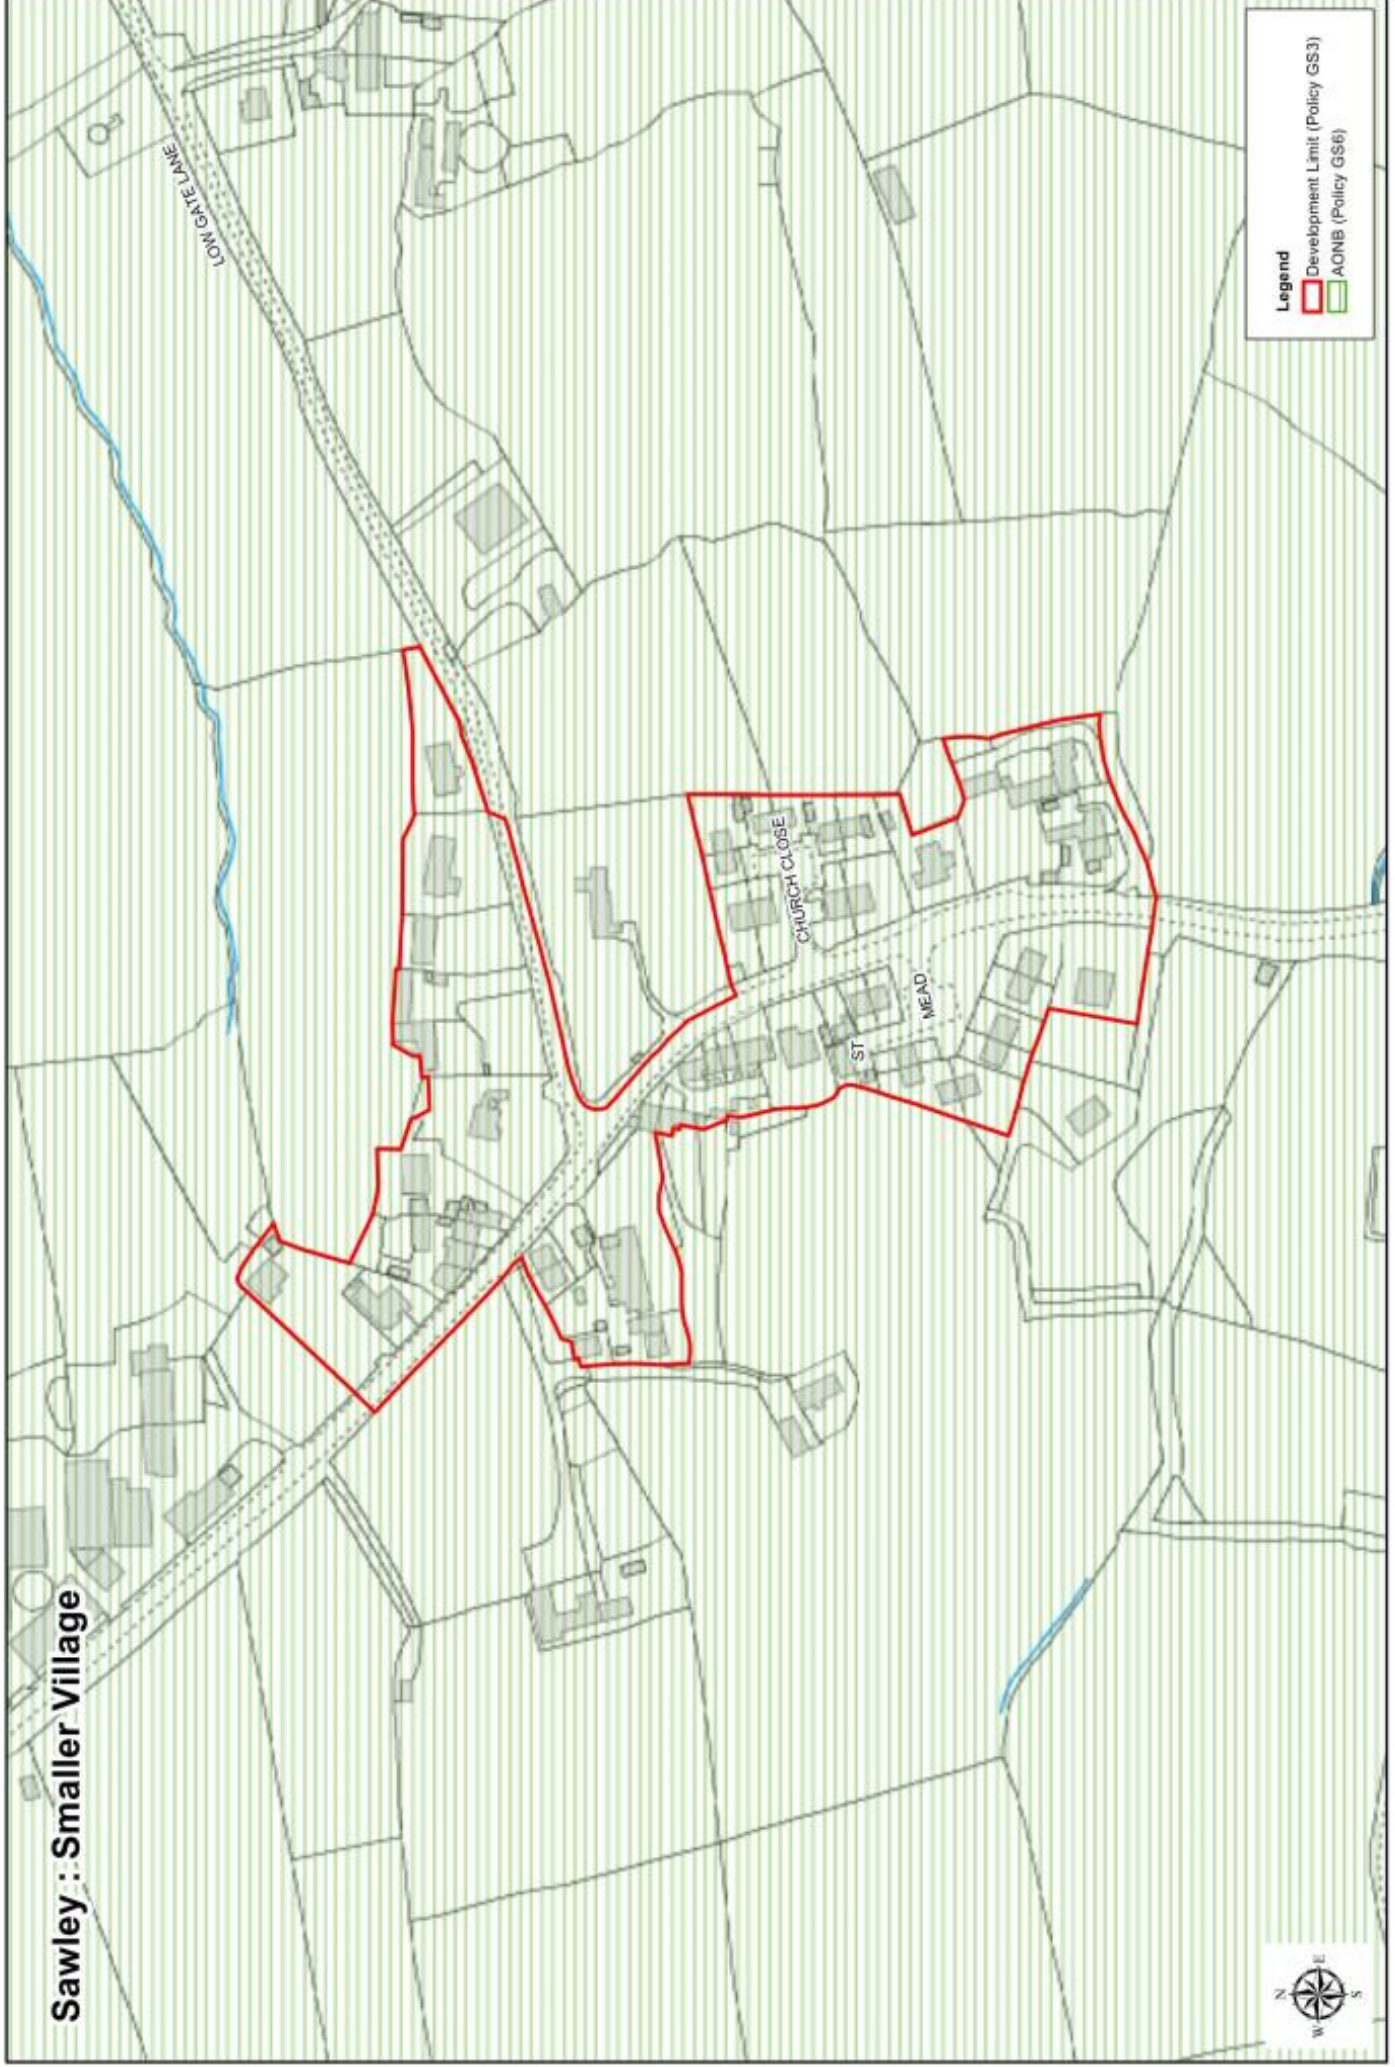 Sawley : Smaller Village
LOW GATE LANE
CHURCH CLOSE
ST
MEAD
Legend
Development Limit (Policy GS3)
AONB (Policy GS6)
N
W
E
S